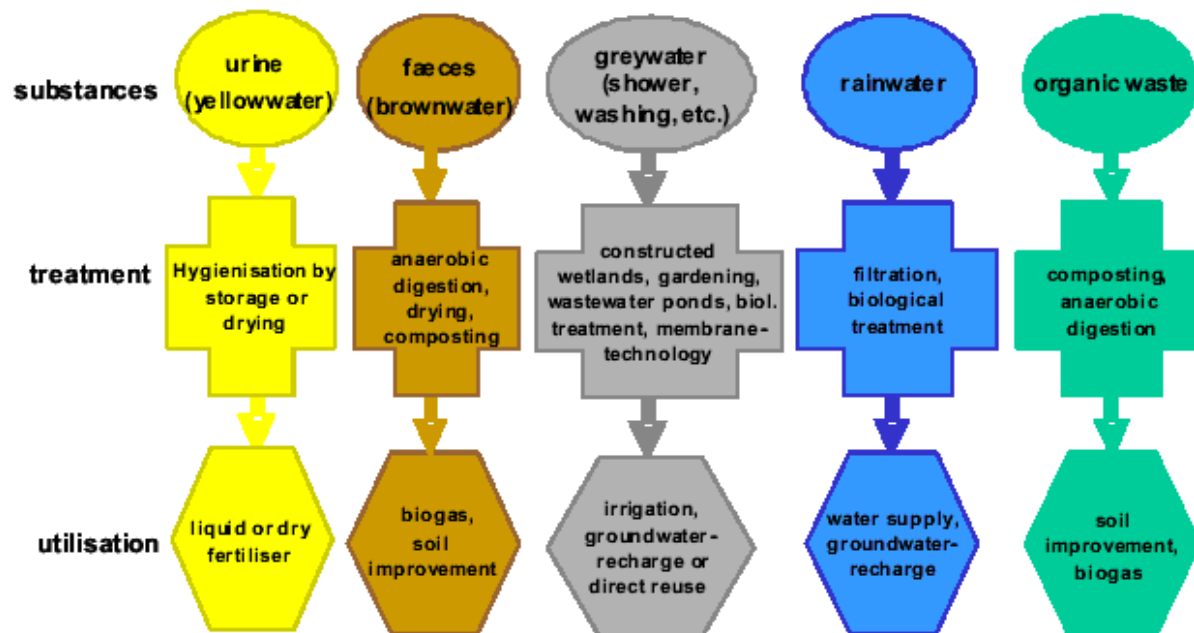 substances
urine
(yellowwater)
fæces
(brownwater)
greywater
(shower,
washing, etc.)
rainwater
organic waste
treatment
Hygienisation by
storage or
drying
anaerobic
digestion,
drying,
composting
constructed
wetlands, gardening,
wastewater ponds, biol.
treatment, membrane-
technology
filtration,
biological
treatment
composting,
anaerobic
digestion
utilisation
liquid or dry
fertiliser
biogas,
soil
improvement
irrigation,
groundwater-
recharge or
direct reuse
water supply,
groundwater-
recharge
soil
improvement,
biogas